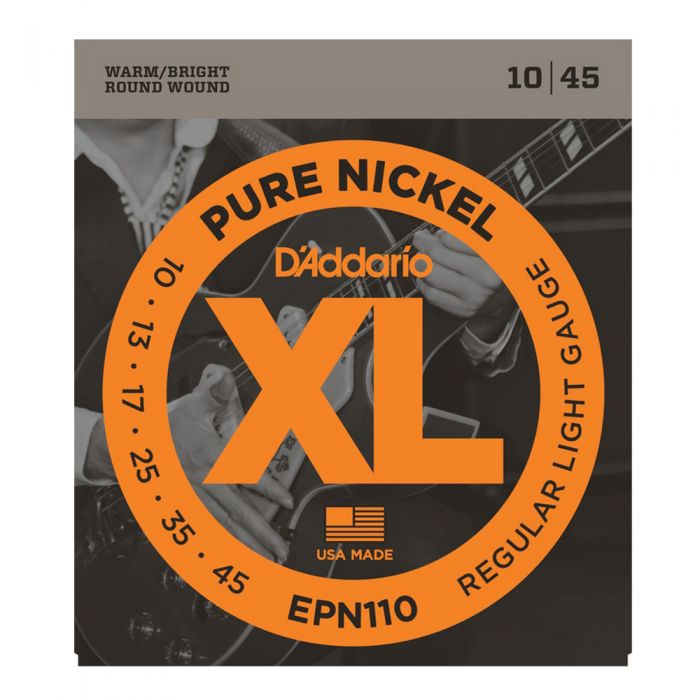 WARM/BRIGHT
ROUND WOUND
10|45
PURE NICKEL
D'Addario
XL
10 · 13 · 17 · 25 · 35 · 45
REGULAR LIGHT GAUGE
USA MADE
EPN110